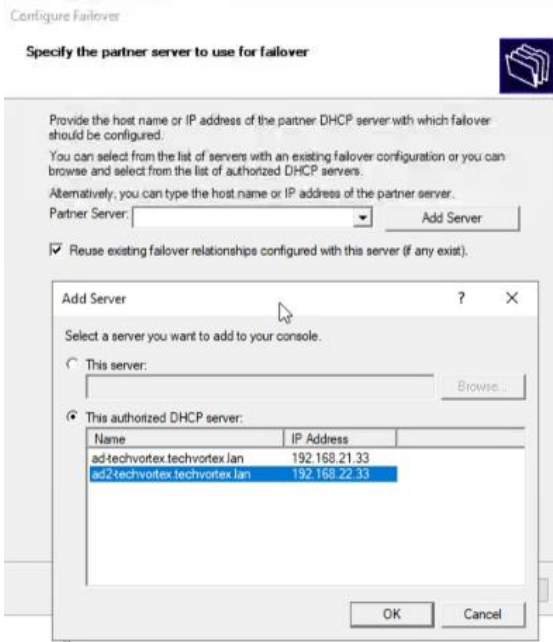 Configure Failover
Specify the partner server to use for failover
Provide the host name or IP address of the partner DHCP server with which failover
should be configured.
You can select from the list of servers with an existing failover configuration or you can
browse and select from the list of authorized DHCP servers.
Alternatively, you can type the host name or IP address of the partner server.
Partner Server:
Add Server
Reuse existing failover relationships configured with this server (if any exist).
Add Server ? X
Select a server you want to add to your console.
This server:
Browse...
This authorized DHCP server:
Name IP Address
ad-techvortex.techvortex.lan 192.168.21.33
ad2-techvortex.techvortex.lan 192.168.22.33
OK Cancel